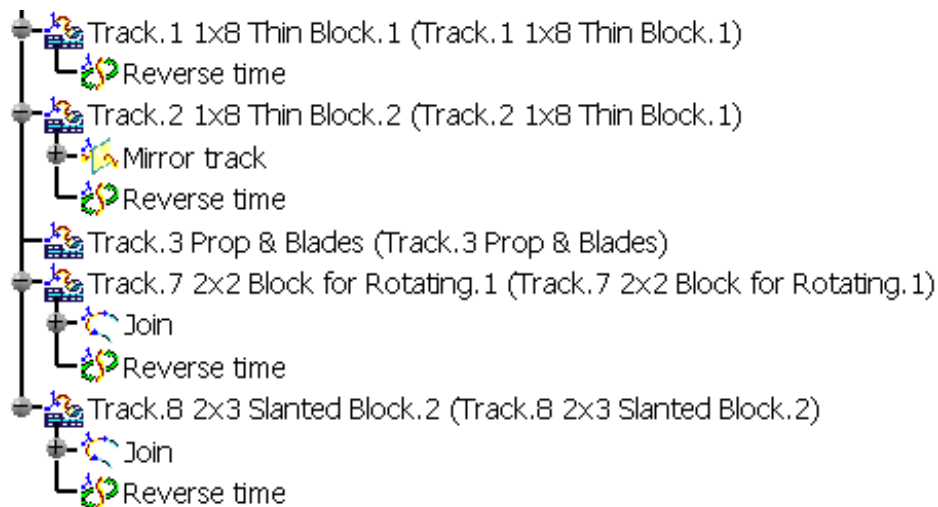 Track.1 1x8 Thin Block.1 (Track.1 1x8 Thin Block.1)
Reverse time
Track.2 1x8 Thin Block.2 (Track.2 1x8 Thin Block.1)
Mirror track
Reverse time
Track.3 Prop & Blades (Track.3 Prop & Blades)
Track.7 2x2 Block for Rotating.1 (Track.7 2x2 Block for Rotating.1)
Join
Reverse time
Track.8 2x3 Slanted Block.2 (Track.8 2x3 Slanted Block.2)
Join
Reverse time